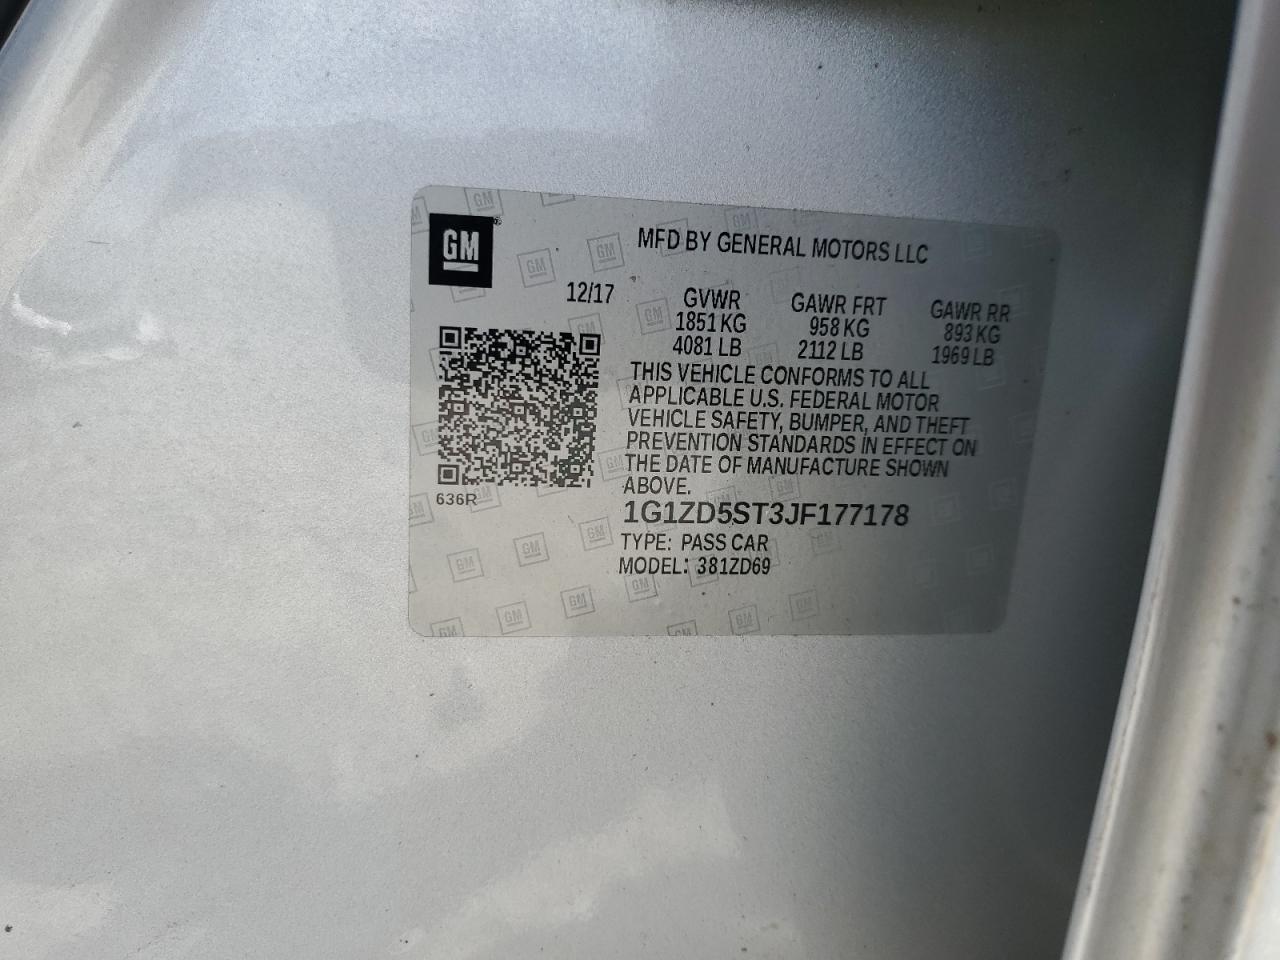 GM
MFD BY GENERAL MOTORS LLC
12/17
GVWR GAWR FRT GAWR RR
1851 KG 958 KG 893 KG
4081 LB 2112 LB 1969 LB
THIS VEHICLE CONFORMS TO ALL
APPLICABLE U.S. FEDERAL MOTOR
VEHICLE SAFETY, BUMPER, AND THEFT
PREVENTION STANDARDS IN EFFECT ON
THE DATE OF MANUFACTURE SHOWN
ABOVE.
636R
1G1ZD5ST3JF177178
TYPE: PASS CAR
MODEL: 381ZD69